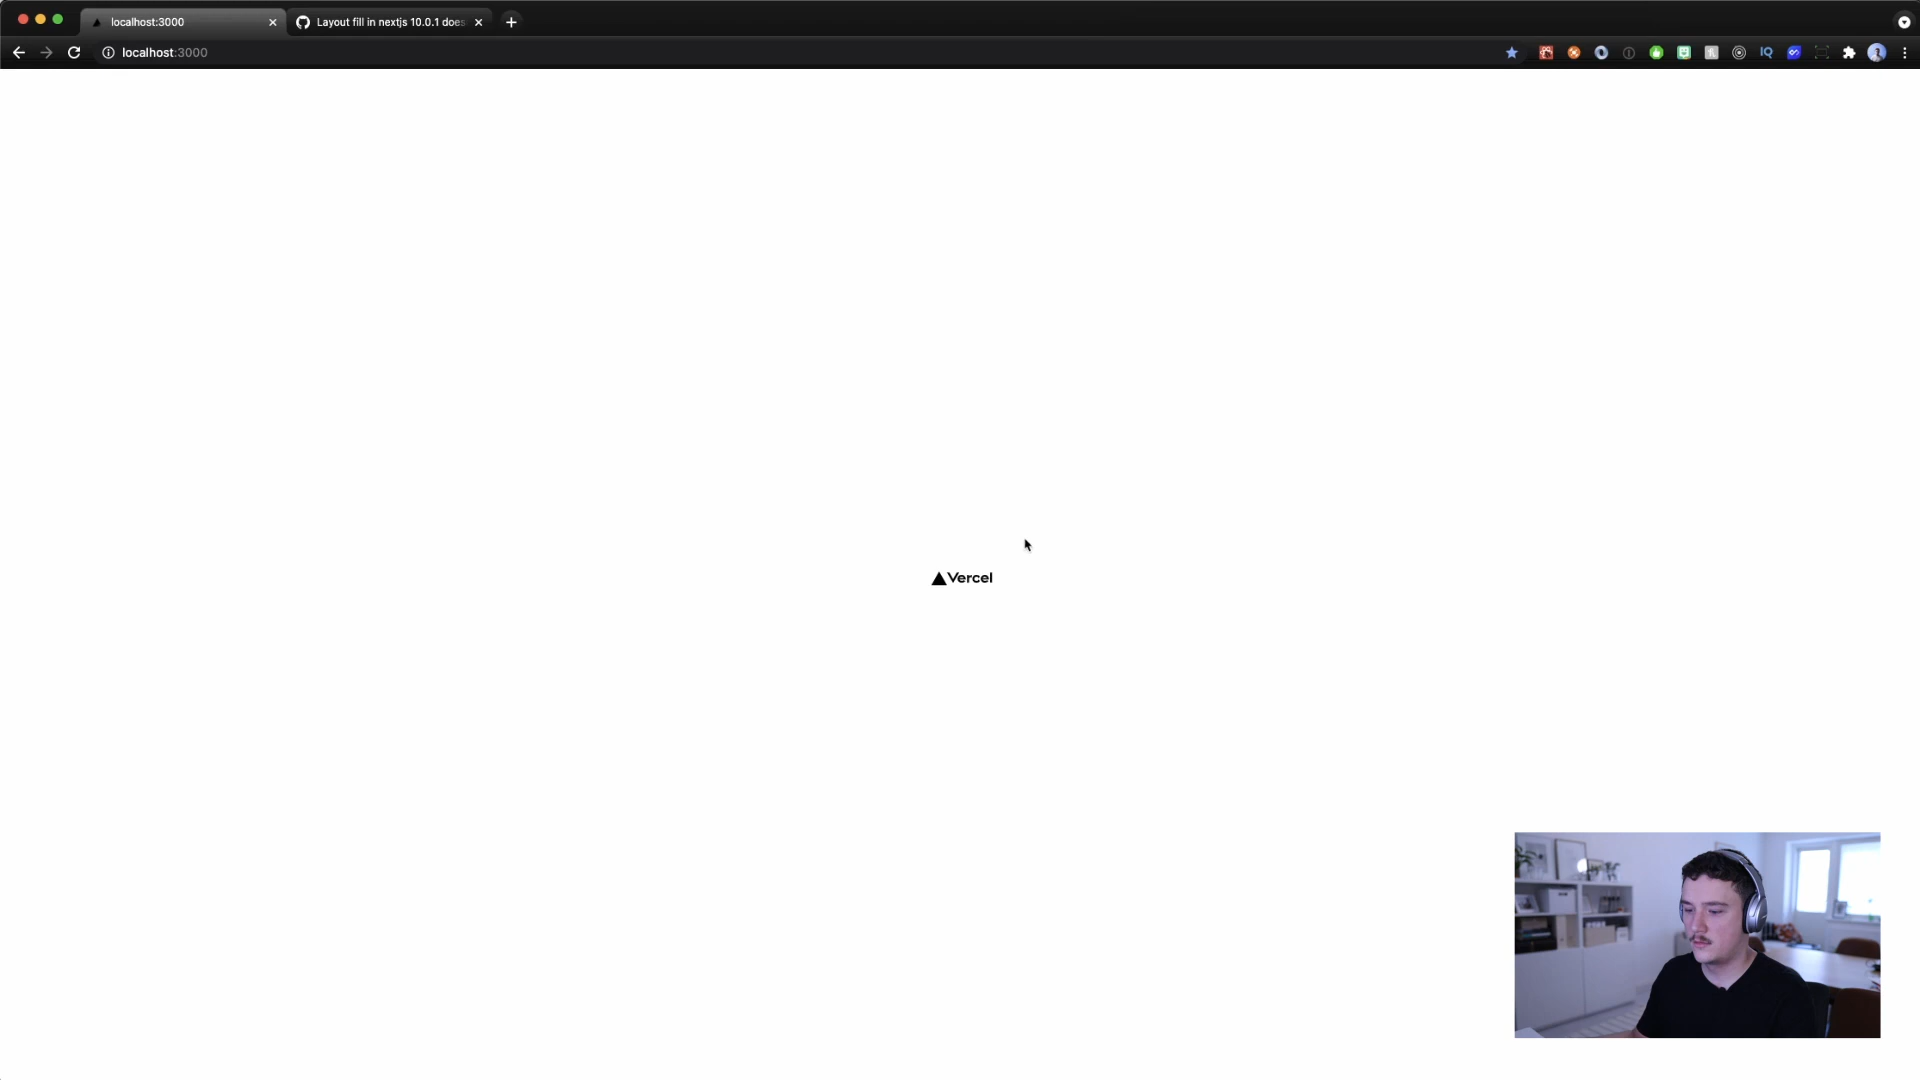 localhost:3000
Layout fill in nextjs 10.0.1 does
localhost:3000
IQ
Vercel